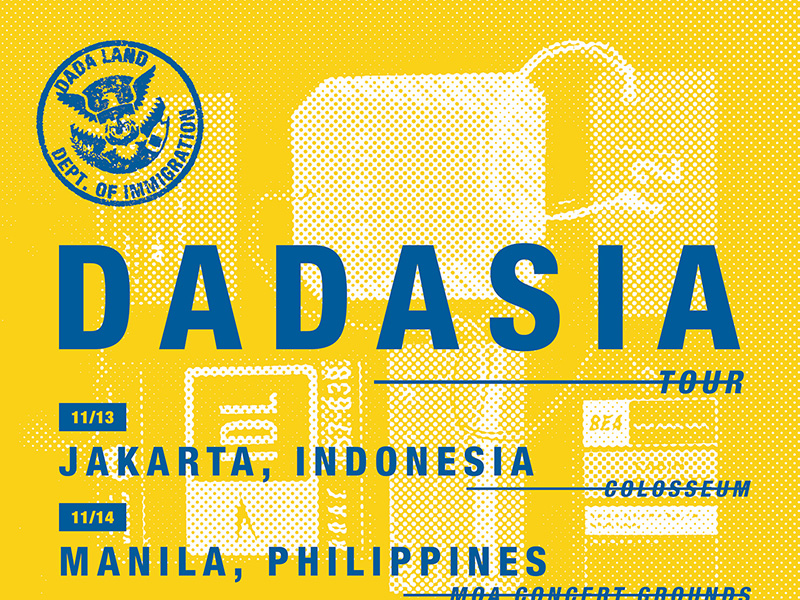 DADA LAND
DEPT. OF IMMIGRATION
DADASIA
TOUR
11/13
JAKARTA, INDONESIA
COLOSSEUM
11/14
MANILA, PHILIPPINES
MOA CONCERT GROUNDS
BE4